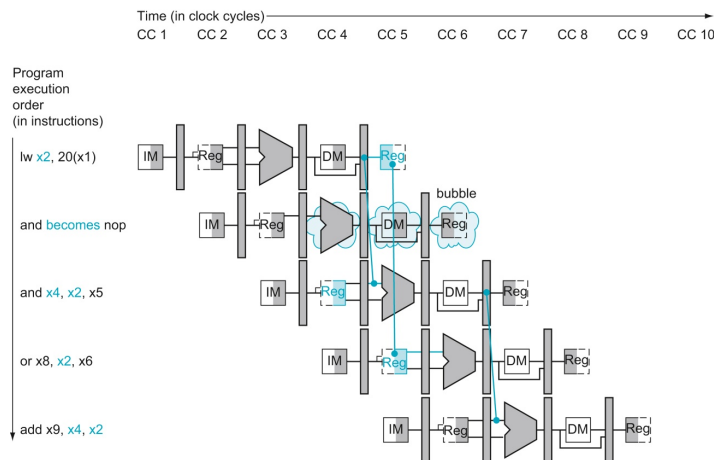 Time (in clock cycles)
CC 1 CC 2 CC 3 CC 4 CC 5 CC 6 CC 7 CC 8 CC 9 CC 10
Program
execution
order
(in instructions)
lw x2, 20(x1)
IM Reg DM Reg
bubble
and becomes nop
IM Reg DM Reg
and x4, x2, x5
IM Reg DM Reg
or x8, x2, x6
IM Reg DM Reg
add x9, x4, x2
IM Reg DM Reg